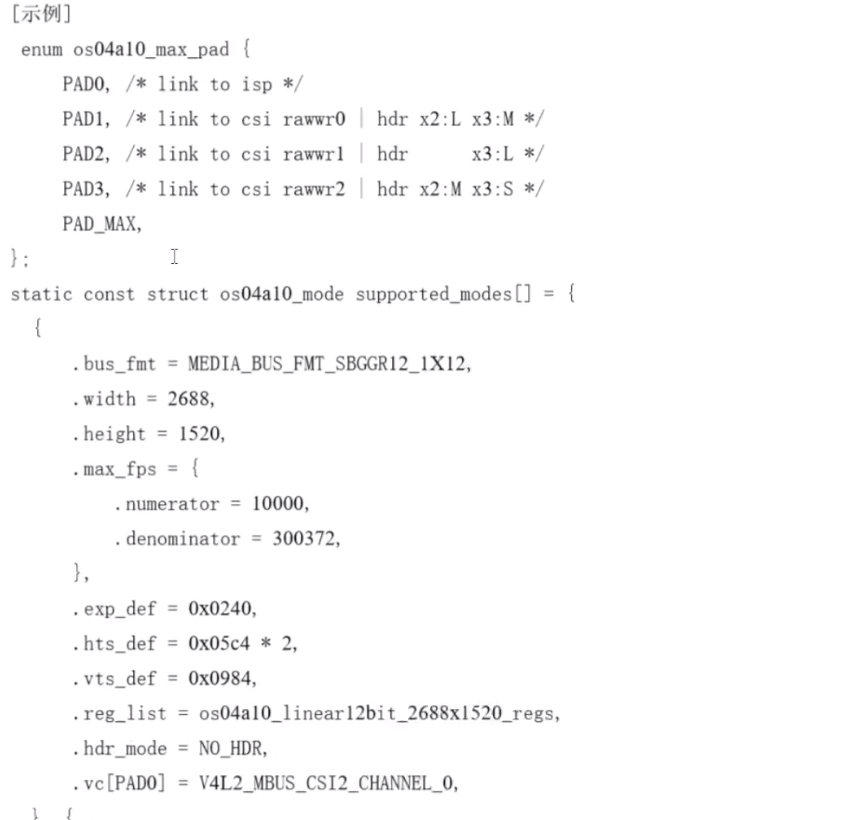 [示例]
enum os04a10_max_pad {
PAD0, /* link to isp */
PAD1, /* link to csi rawwr0 | hdr x2:L x3:M */
PAD2, /* link to csi rawwr1 | hdr      x3:L */
PAD3, /* link to csi rawwr2 | hdr x2:M x3:S */
PAD_MAX,
};
static const struct os04a10_mode supported_modes[] = {
{
.bus_fmt = MEDIA_BUS_FMT_SBGGR12_1X12,
.width = 2688,
.height = 1520,
.max_fps = {
.numerator = 10000,
.denominator = 300372,
},
.exp_def = 0x0240,
.hts_def = 0x05c4 * 2,
.vts_def = 0x0984,
.reg_list = os04a10_linear12bit_2688x1520_regs,
.hdr_mode = NO_HDR,
.vc[PAD0] = V4L2_MBUS_CSI2_CHANNEL_0,
} {